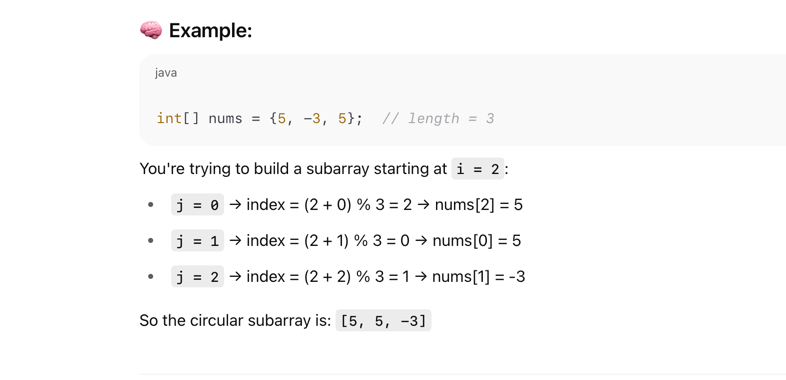 🧠 Example:
java
int[] nums = {5, -3, 5};  // length = 3
You're trying to build a subarray starting at i = 2:
• j = 0 → index = (2 + 0) % 3 = 2 → nums[2] = 5
• j = 1 → index = (2 + 1) % 3 = 0 → nums[0] = 5
• j = 2 → index = (2 + 2) % 3 = 1 → nums[1] = -3
So the circular subarray is: [5, 5, -3]